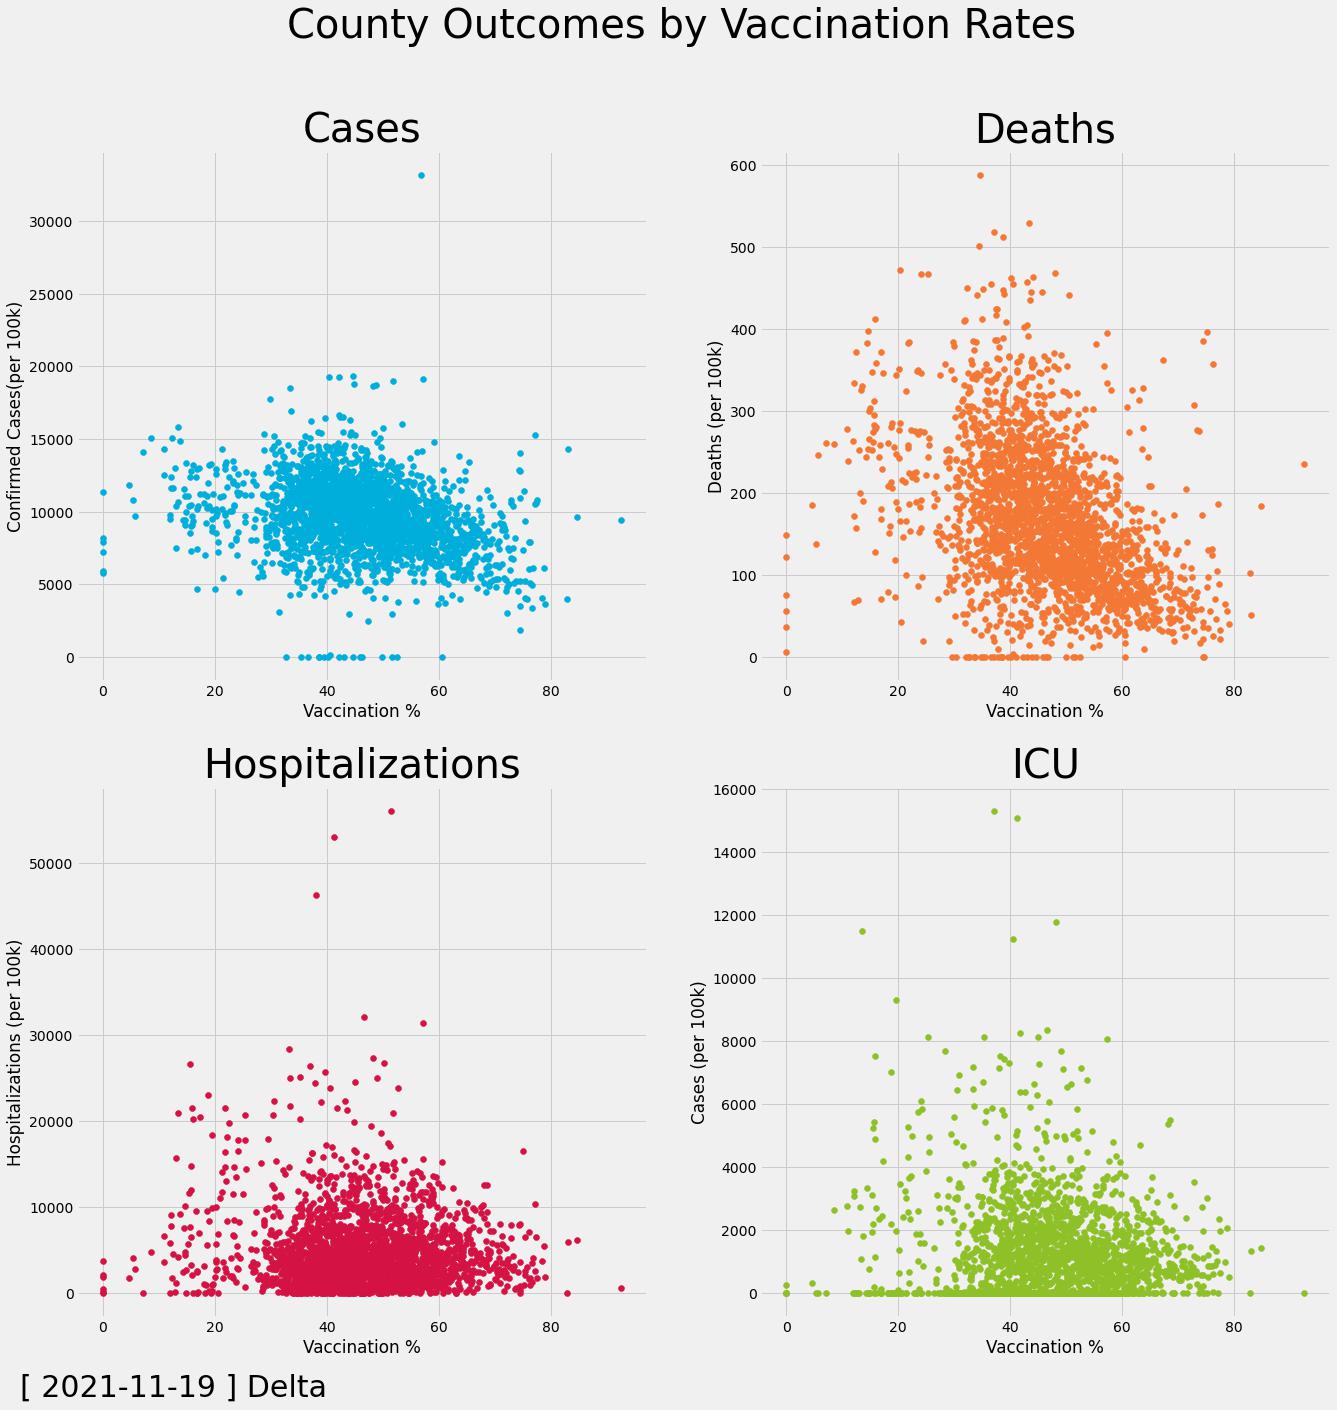 County Outcomes by Vaccination Rates
Cases
Confirmed Cases(per 100k)
30000
25000
20000
15000
10000
5000
0
0 20 40 60 80
Vaccination %
Deaths
Deaths (per 100k)
600
500
400
300
200
100
0
0 20 40 60 80
Vaccination %
Hospitalizations
Hospitalizations (per 100k)
50000
40000
30000
20000
10000
0
0 20 40 60 80
Vaccination %
ICU
Cases (per 100k)
16000
14000
12000
10000
8000
6000
4000
2000
0
0 20 40 60 80
Vaccination %
[ 2021-11-19 ] Delta